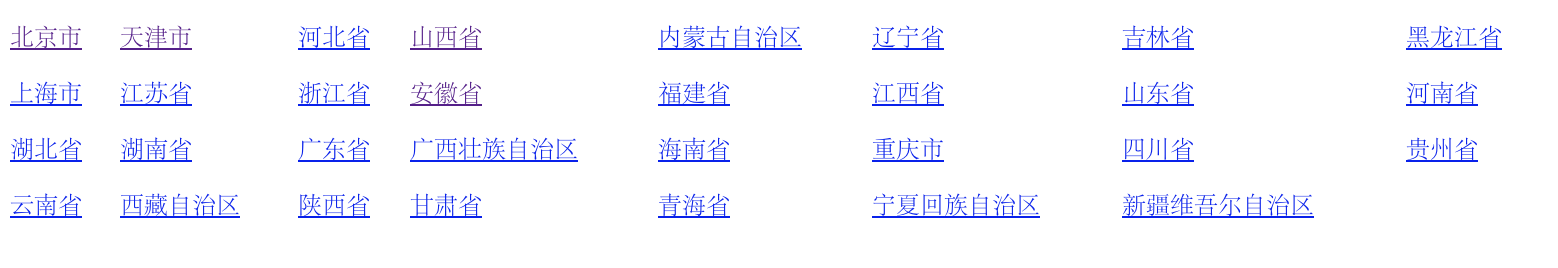 北京市 天津市 河北省 山西省 内蒙古自治区 辽宁省 吉林省 黑龙江省
上海市 江苏省 浙江省 安徽省 福建省 江西省 山东省 河南省
湖北省 湖南省 广东省 广西壮族自治区 海南省 重庆市 四川省 贵州省
云南省 西藏自治区 陕西省 甘肃省 青海省 宁夏回族自治区 新疆维吾尔自治区